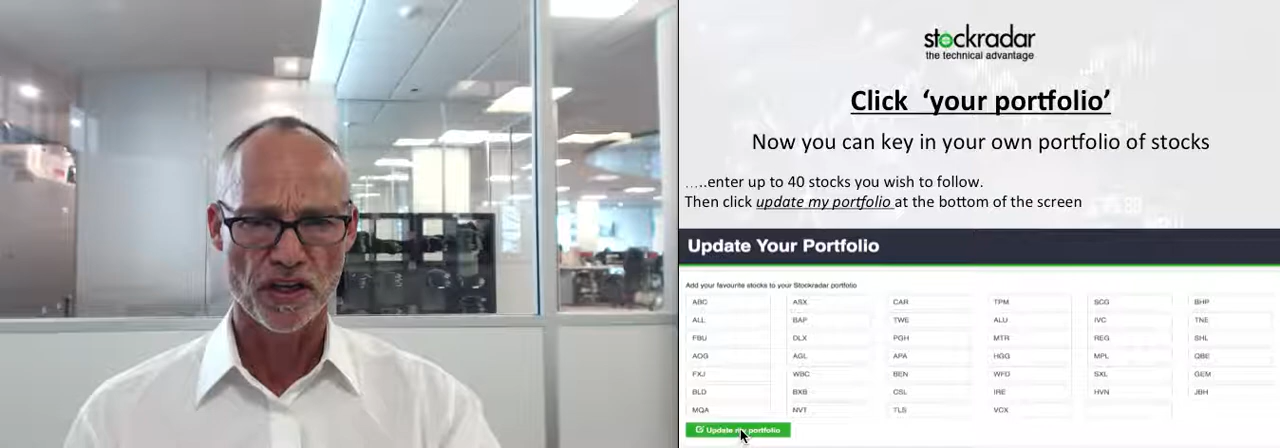 stockradar
the technical advantage
Click ‘your portfolio’
Now you can key in your own portfolio of stocks
.....enter up to 40 stocks you wish to follow.
Then click update my portfolio at the bottom of the screen
Update Your Portfolio
Add your favourite stocks to your Stockradar portfolio
ABC ASX CAR TPM SCG BHP
ALL BAP TWE ALU IVC TNE
FBU DLX PGH MTR REG SHL
AOG AGL APA HGG MPL QBE
FXJ WBC BEN WFD SXL GEM
BLD BXB CSL IRE HVN JBH
MQA NVT TLS VCX
Update my portfolio